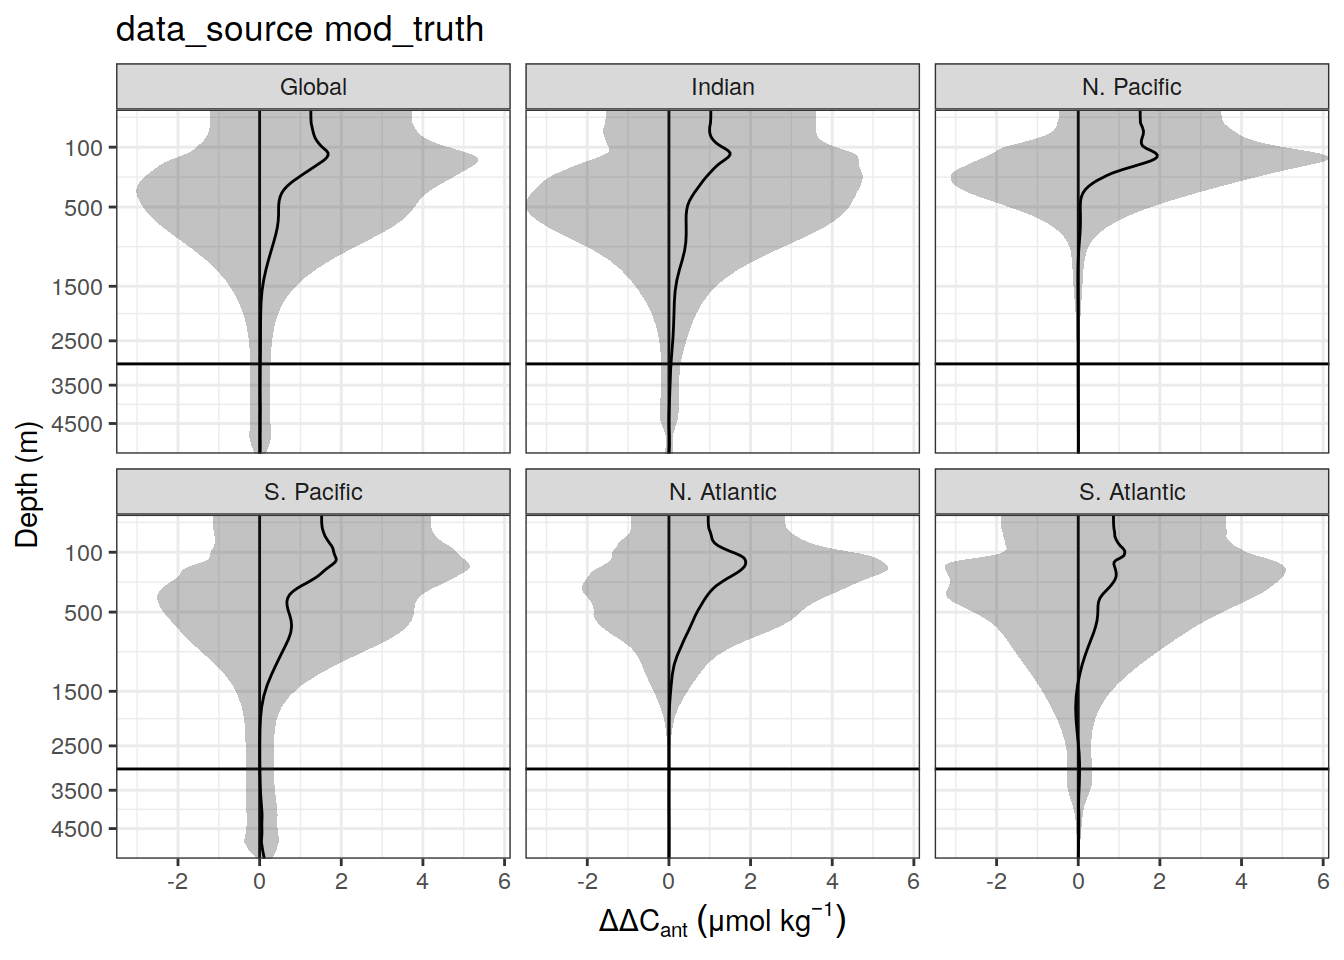 data_source mod_truth
Global
Indian
N. Pacific
100
500
1500
2500
3500
4500
S. Pacific
N. Atlantic
S. Atlantic
100
500
1500
2500
3500
4500
-2 0 2 4 6
-2 0 2 4 6
-2 0 2 4 6
Depth (m)
ΔΔC_ant (μmol kg⁻¹)